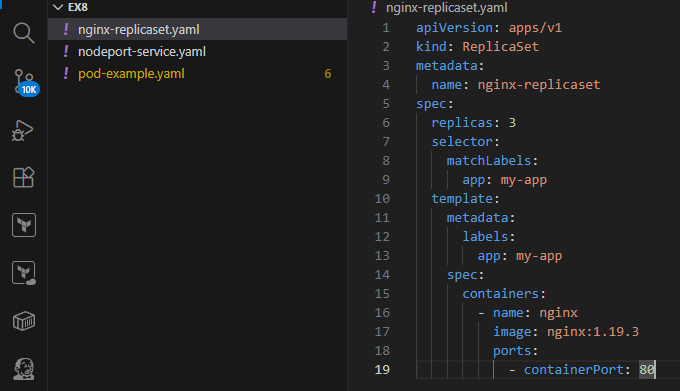 EX8
! nginx-replicaset.yaml
! nodeport-service.yaml
! pod-example.yaml 6
10K
! nginx-replicaset.yaml
1 apiVersion: apps/v1
2 kind: ReplicaSet
3 metadata:
4   name: nginx-replicaset
5 spec:
6   replicas: 3
7   selector:
8     matchLabels:
9       app: my-app
10   template:
11     metadata:
12       labels:
13         app: my-app
14     spec:
15       containers:
16         - name: nginx
17           image: nginx:1.19.3
18           ports:
19             - containerPort: 80